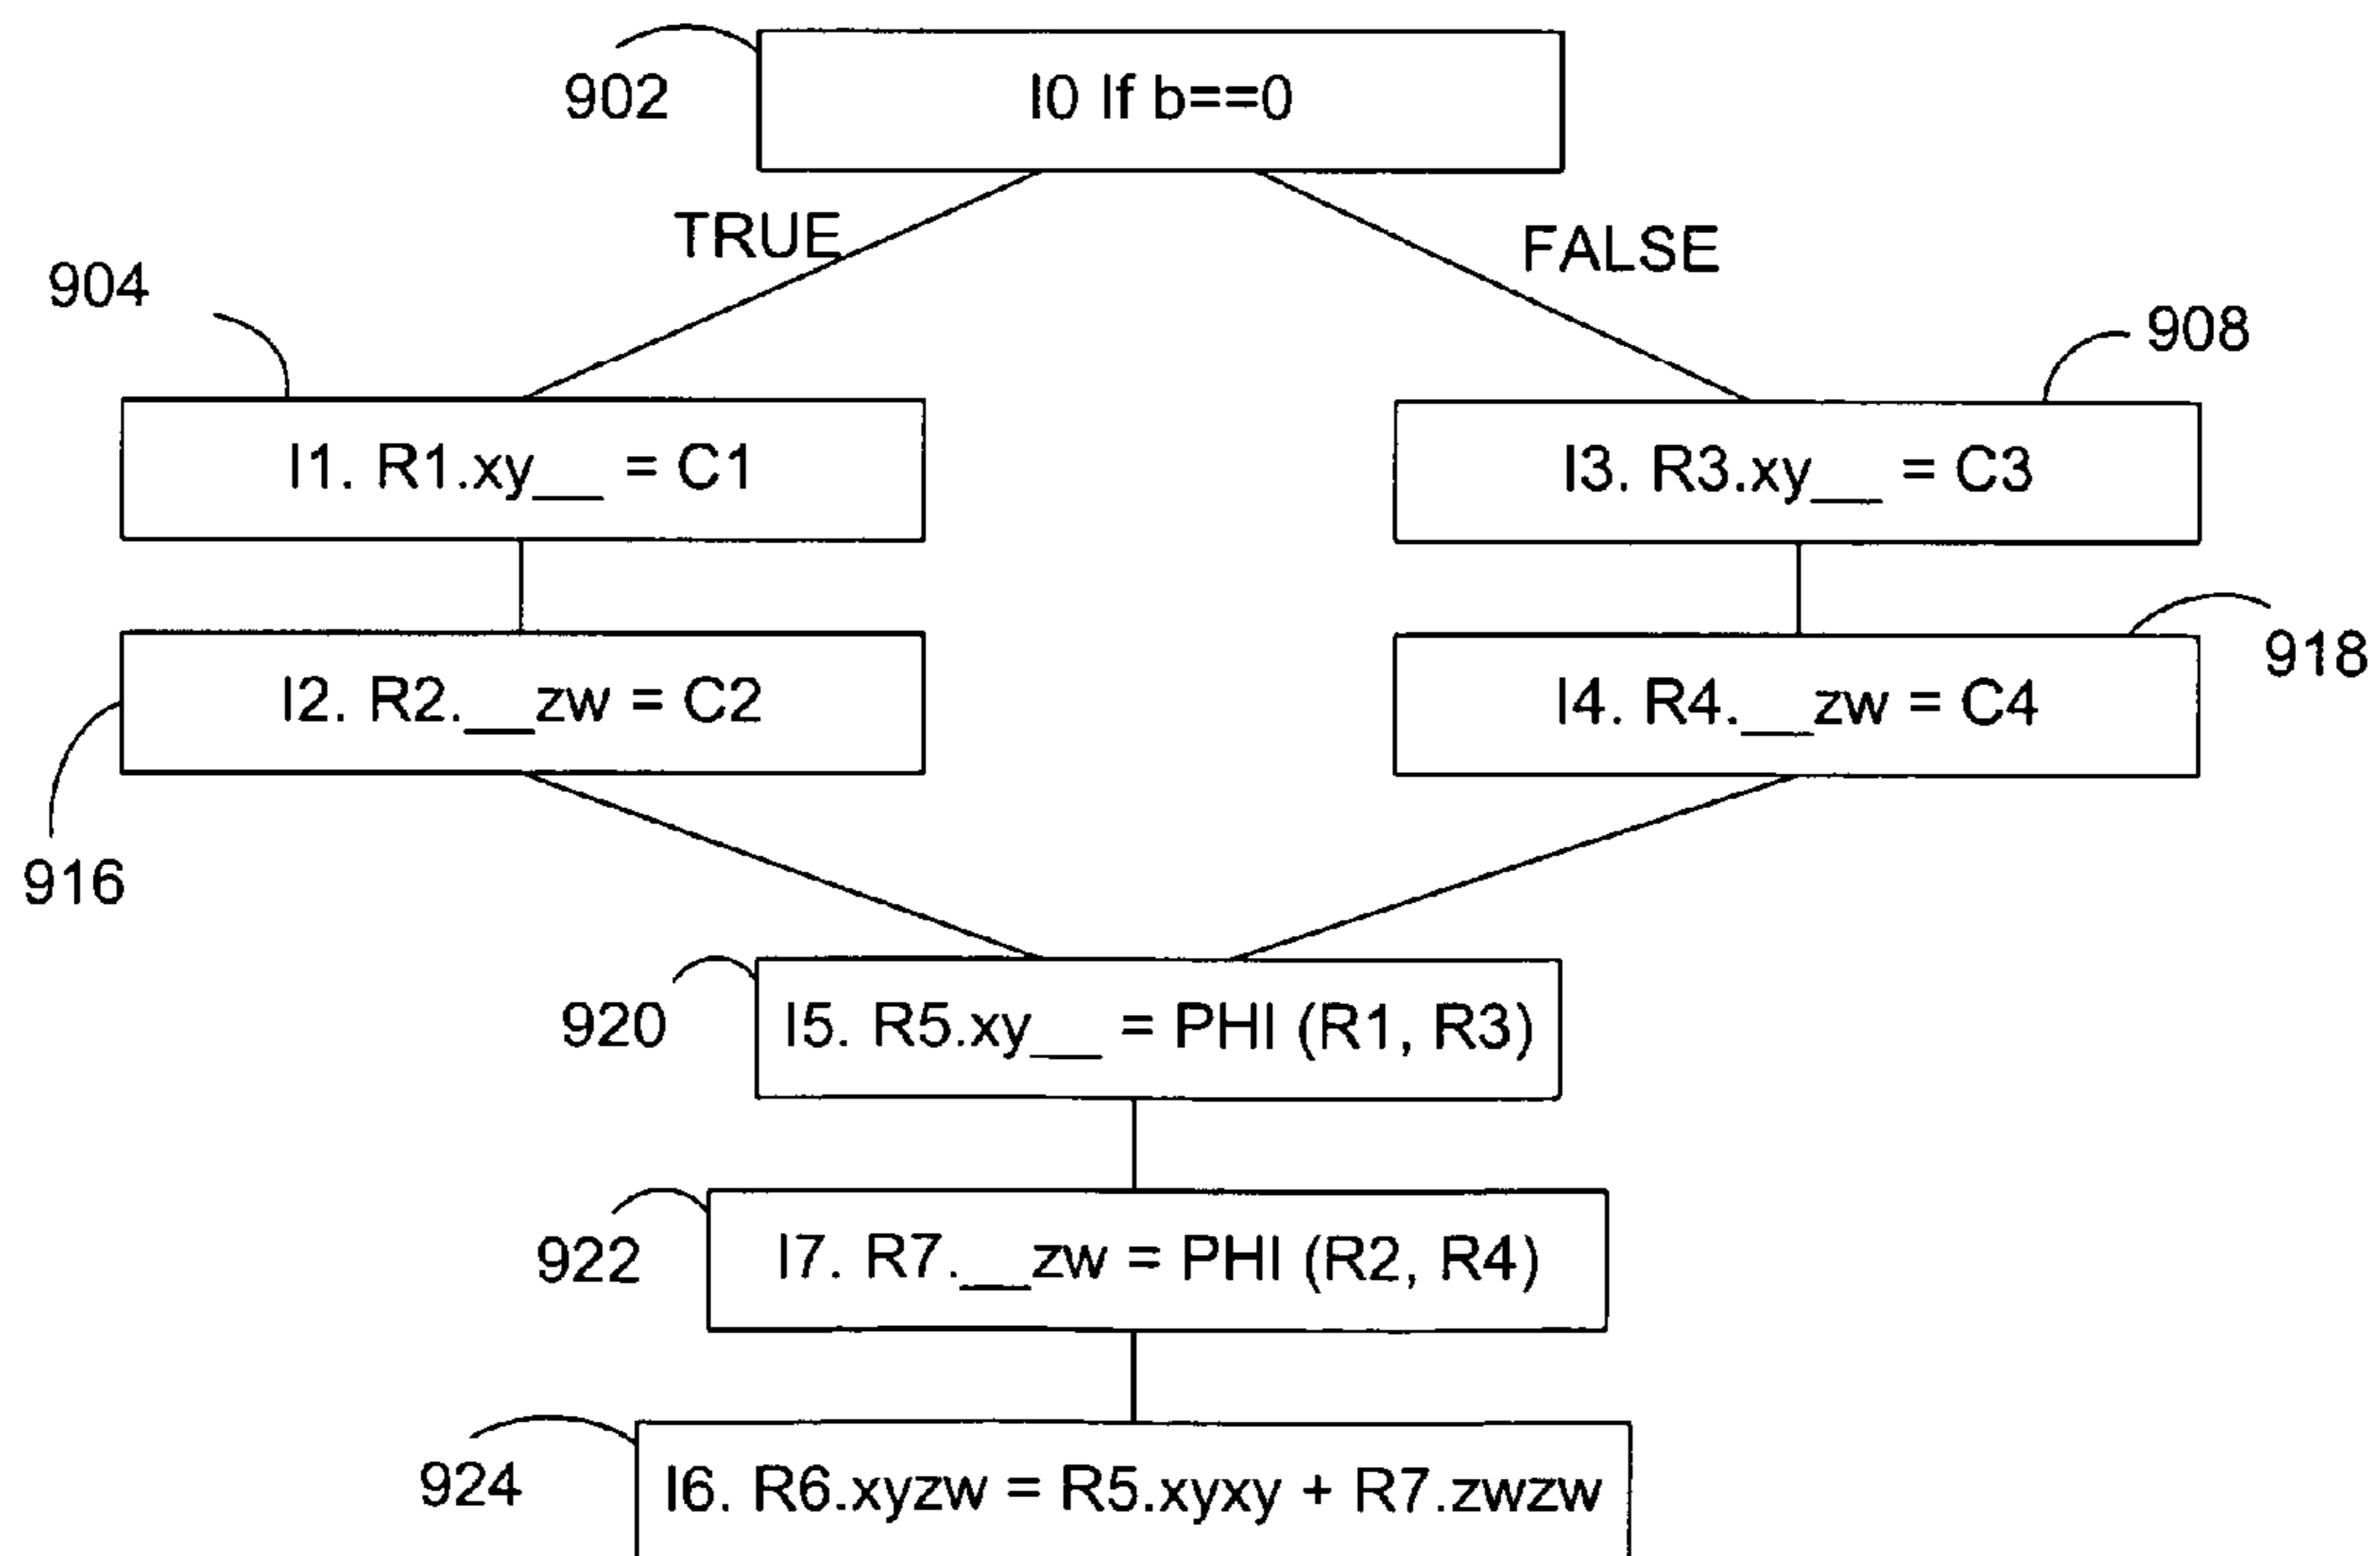 902
I0 If b==0
TRUE
FALSE
904
908
I1. R1.xy__ = C1
I3. R3.xy__ = C3
I2. R2.__zw = C2
I4. R4.__zw = C4
918
916
920
I5. R5.xy__ = PHI (R1, R3)
922
I7. R7.__zw = PHI (R2, R4)
924
I6. R6.xyzw = R5.xyxy + R7.zwzw